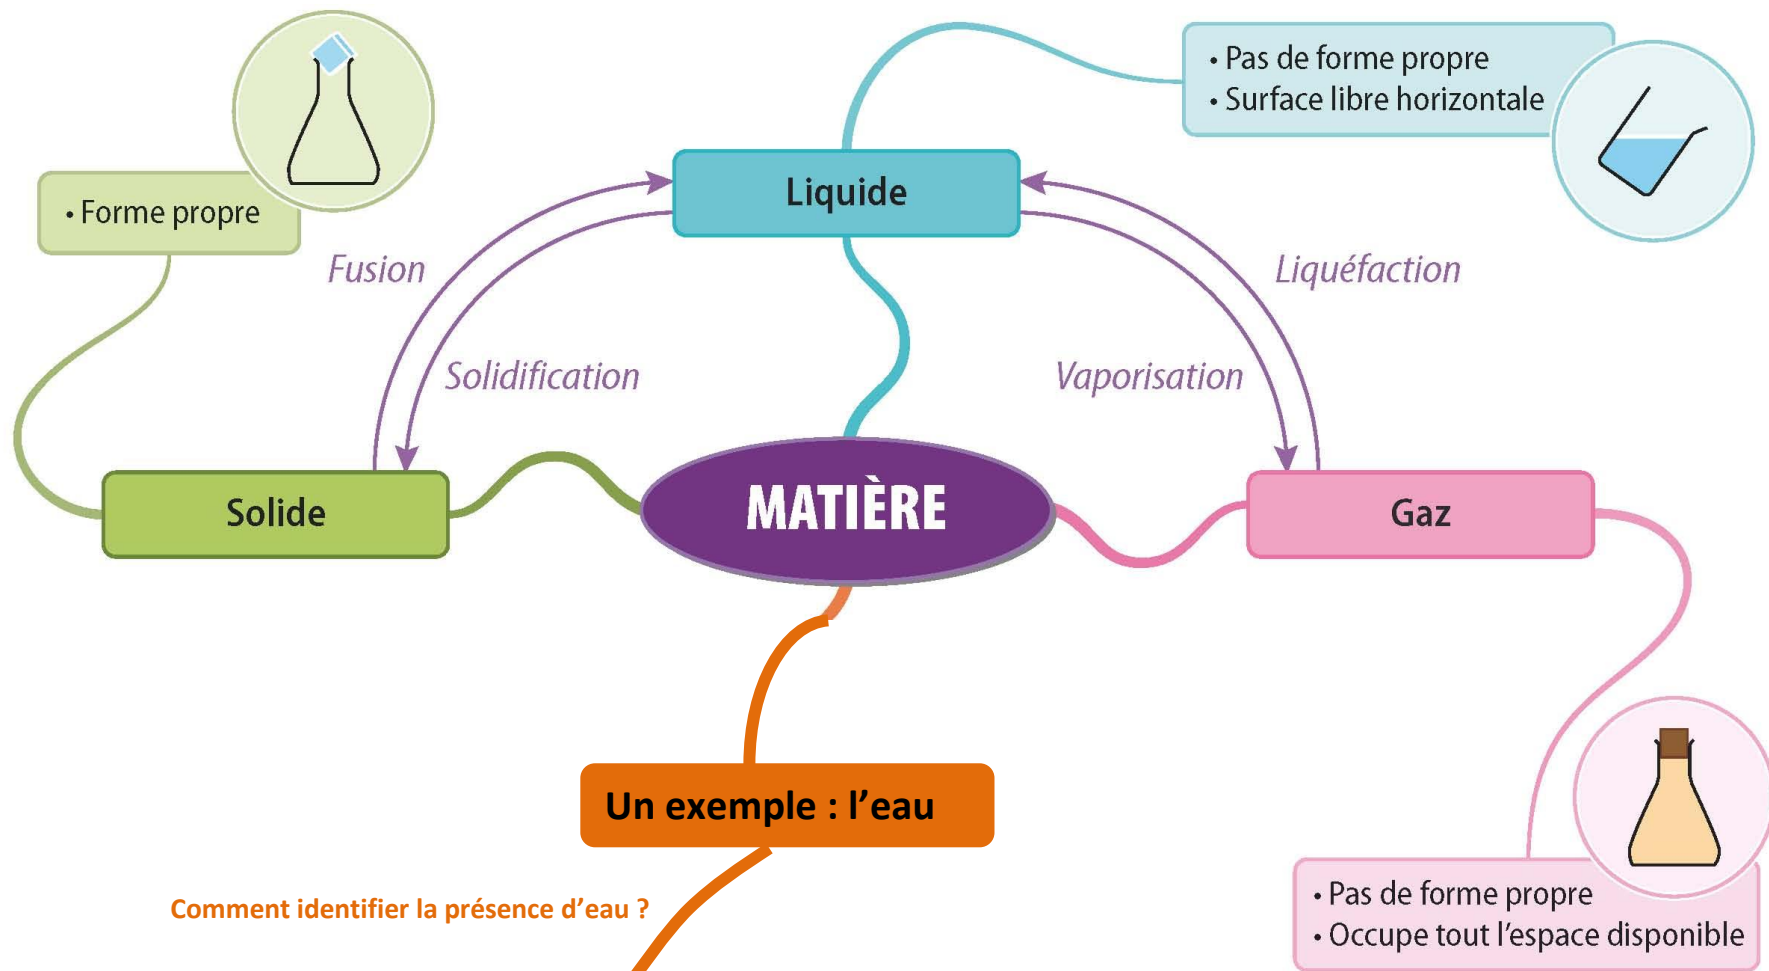 • Pas de forme propre
• Surface libre horizontale
Liquide
• Forme propre
Fusion
Liquéfaction
Solidification
Vaporisation
Solide
MATIÈRE
Gaz
Un exemple : l’eau
Comment identifier la présence d’eau ?
• Pas de forme propre
• Occupe tout l’espace disponible